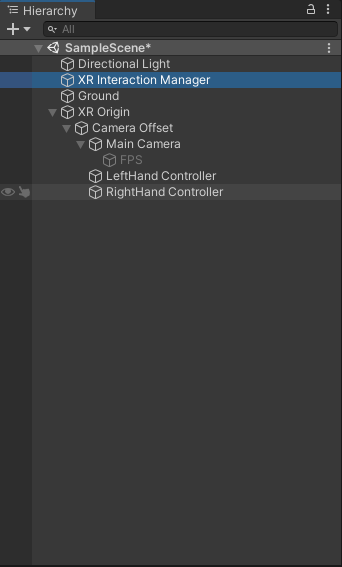 Hierarchy
All
SampleScene*
Directional Light
XR Interaction Manager
Ground
XR Origin
Camera Offset
Main Camera
FPS
LeftHand Controller
RightHand Controller